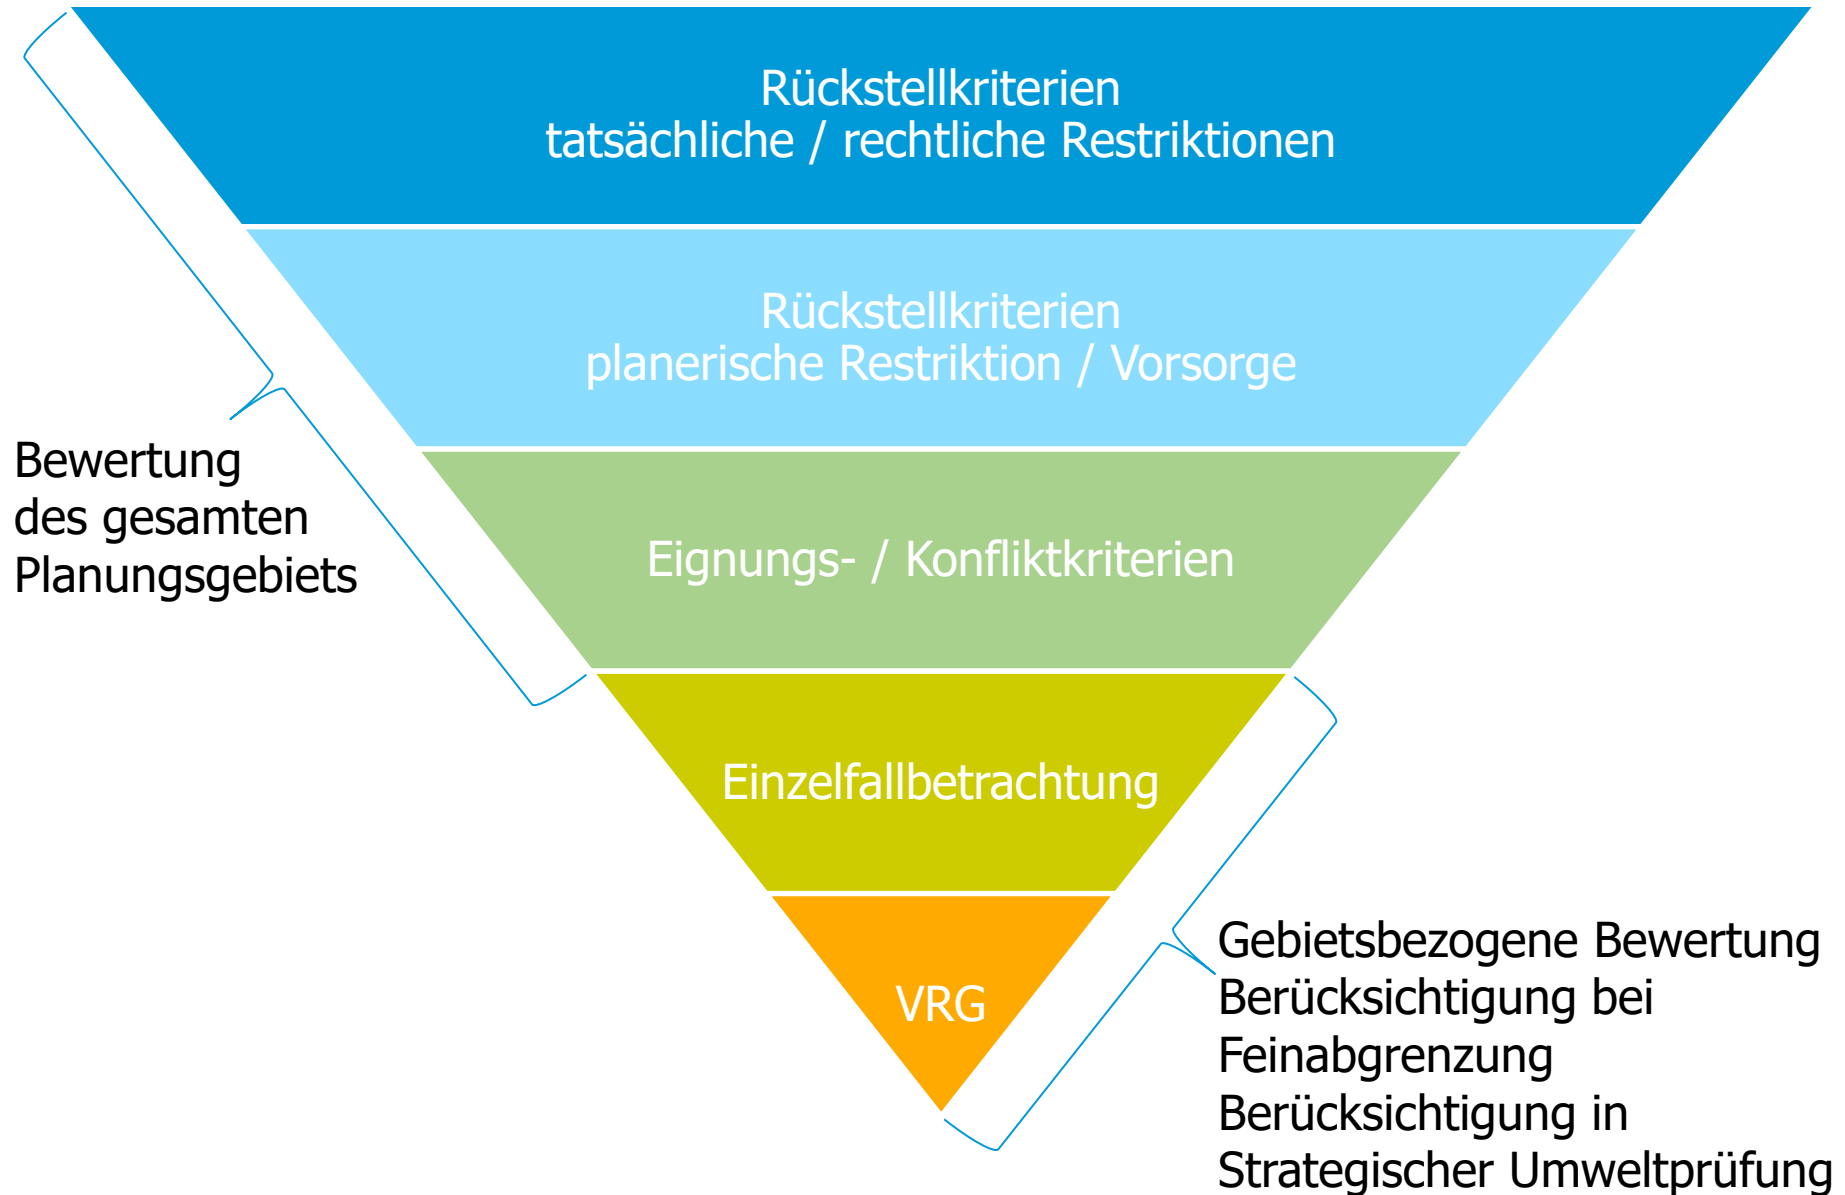 Rückstellkriterien
tatsächliche / rechtliche Restriktionen
Rückstellkriterien
planerische Restriktion / Vorsorge
Bewertung
des gesamten
Planungsgebiets
Eignungs- / Konfliktkriterien
Einzelfallbetrachtung
VRG
Gebietsbezogene Bewertung
Berücksichtigung bei
Feinabgrenzung
Berücksichtigung in
Strategischer Umweltprüfung